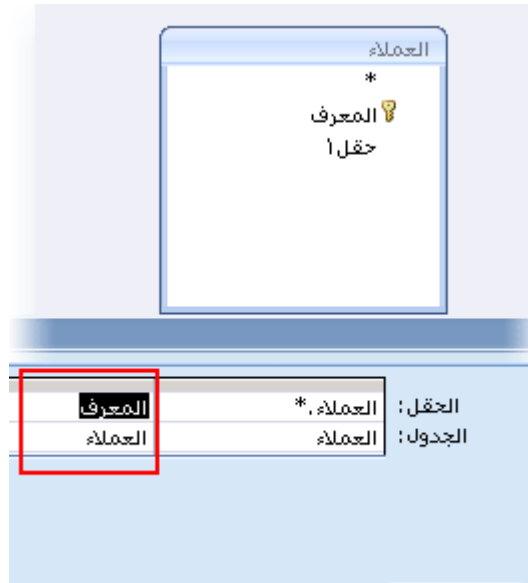 العملاء
*
المعرف
حقل١
الحقل: العملاء.* المعرف
الجدول: العملاء العملاء